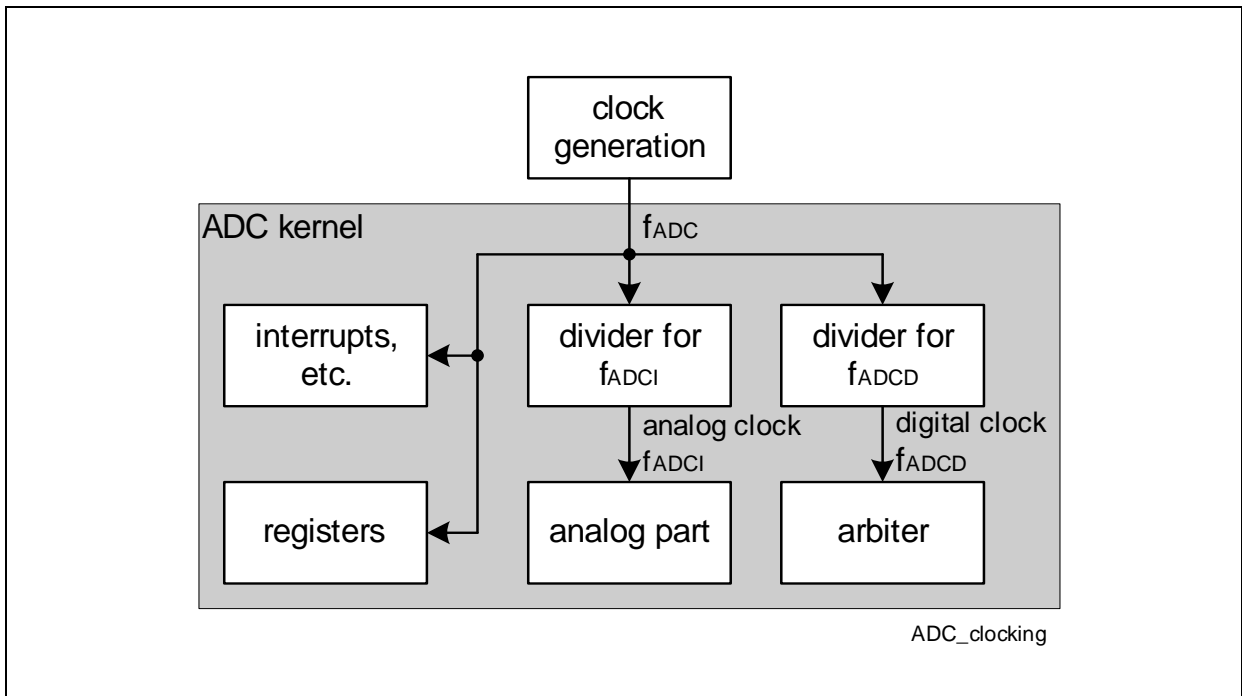 clock
generation
ADC kernel
fADC
interrupts,
etc.
divider for
fADCI
divider for
fADCD
analog clock
fADCI
digital clock
fADCD
registers
analog part
arbiter
ADC_clocking